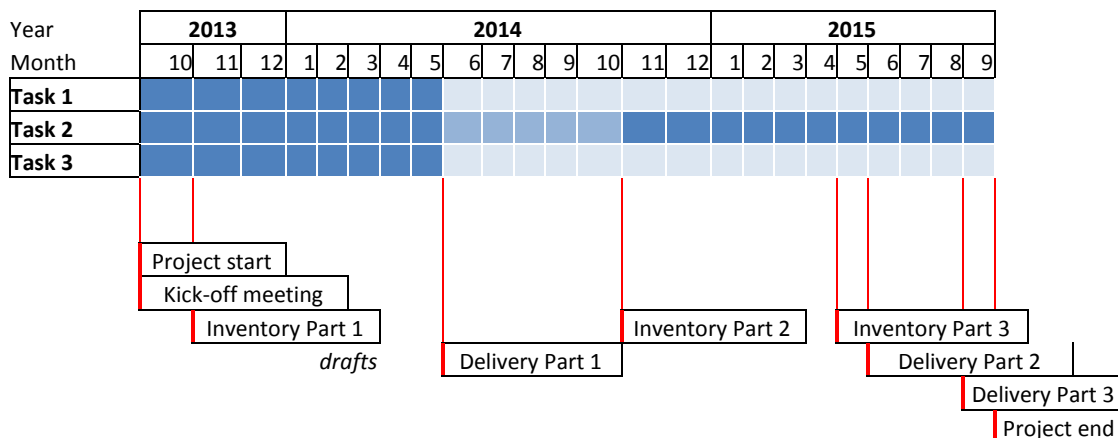 Year 2013 2014 2015
Month 10 11 12 1 2 3 4 5 6 7 8 9 10 11 12 1 2 3 4 5 6 7 8 9
Task 1
Task 2
Task 3
Project start
Kick-off meeting
Inventory Part 1 Inventory Part 2 Inventory Part 3
drafts Delivery Part 1 Delivery Part 2
Delivery Part 3
Project end